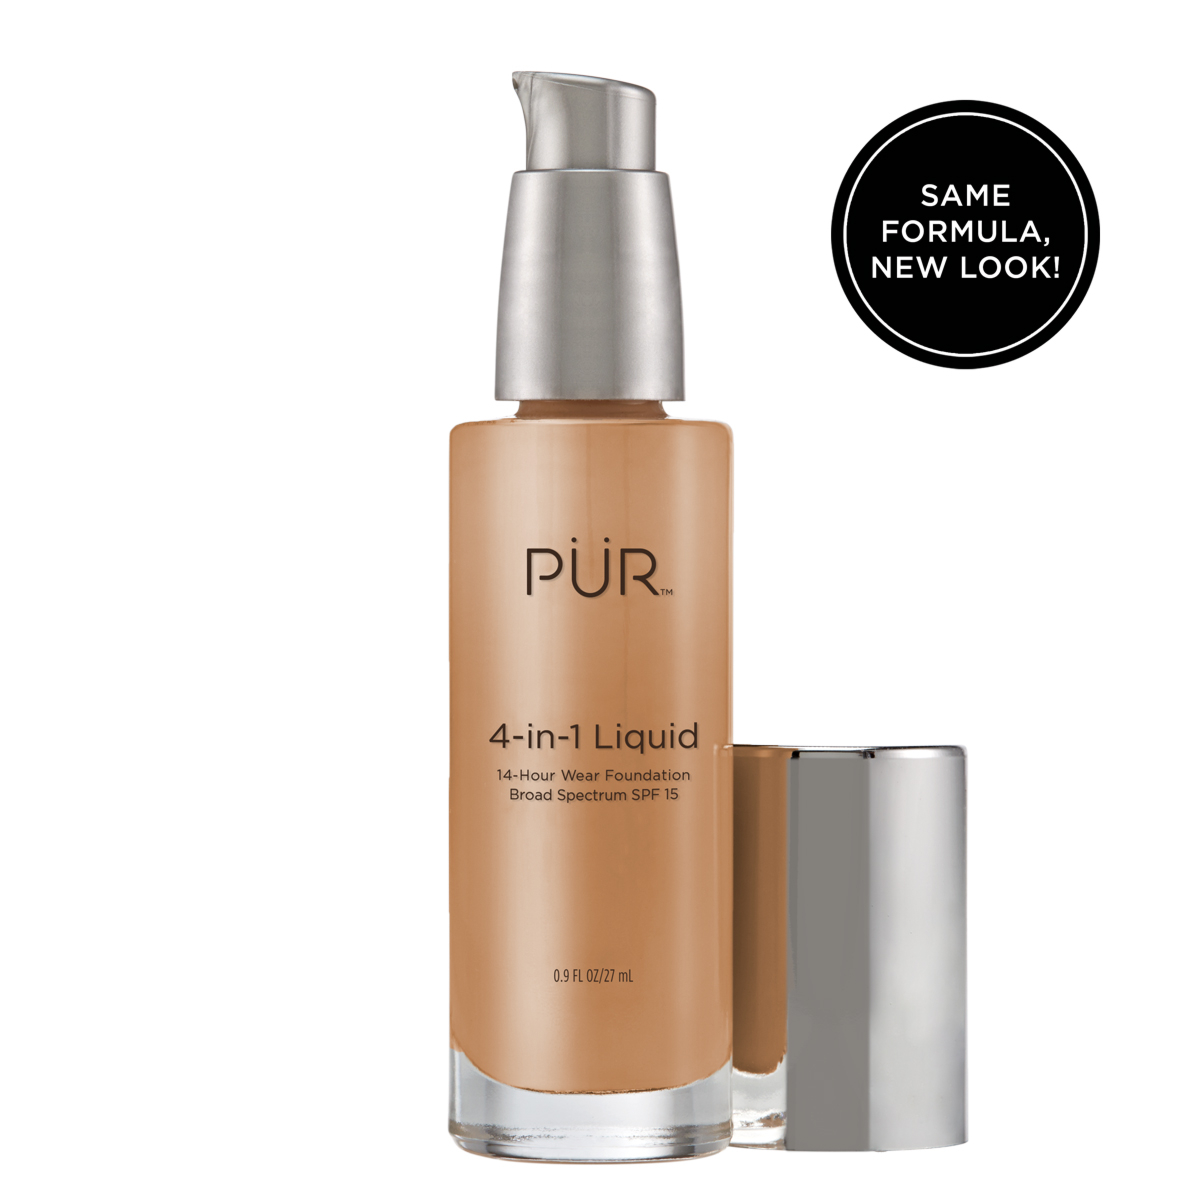 SAME
FORMULA,
NEW LOOK!
PÜR™
4-in-1 Liquid
14-Hour Wear Foundation
Broad Spectrum SPF 15
0.9 FL OZ/27 mL